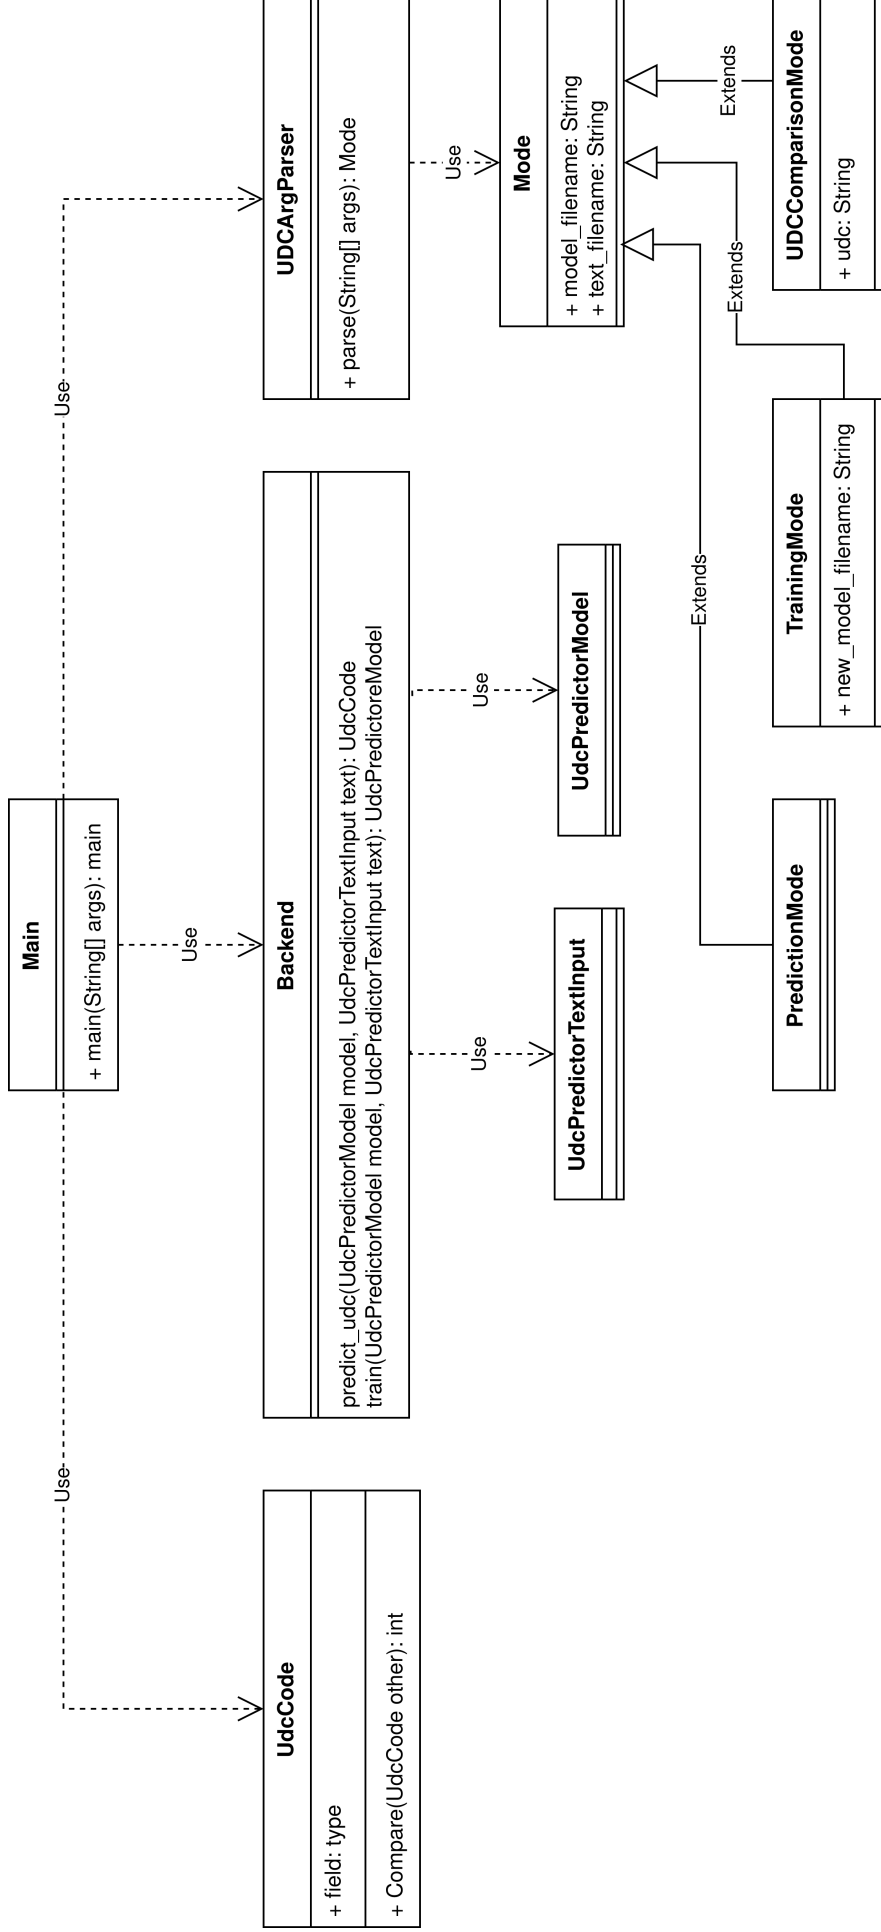 Main
+ main(String[] args): main
Use
Use
Use
UdcCode
+ field: type
+ Compare(UdcCode other): int
Backend
predict_udc(UdcPredictorModel model, UdcPredictorTextInput text): UdcCode
train(UdcPredictorModel model, UdcPredictorTextInput text): UdcPredictoreModel
UDCArgParser
+ parse(String[] args): Mode
Use
Use
Use
UdcPredictorTextInput
UdcPredictorModel
Mode
+ model_filename: String
+ text_filename: String
Extends
Extends
Extends
PredictionMode
TrainingMode
+ new_model_filename: String
UDCComparisonMode
+ udc: String